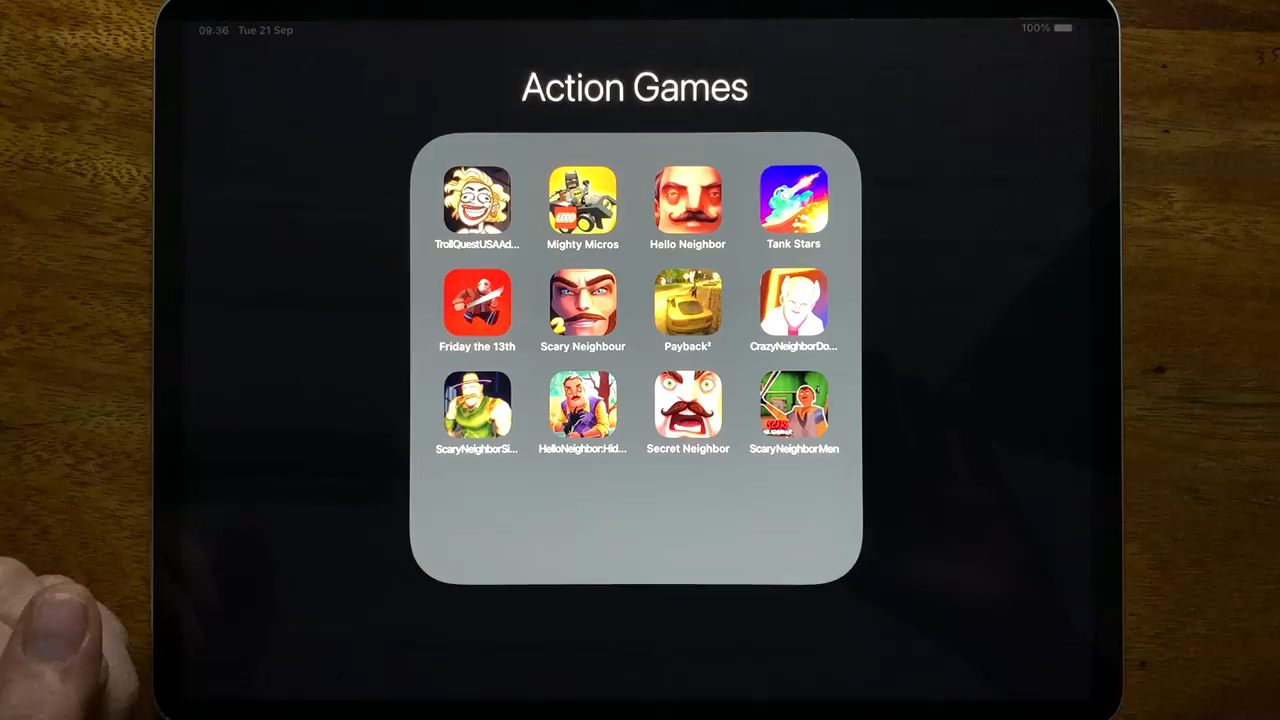 09:36 Tue 21 Sep
100%
Action Games
TrollQuestUSAAd...
Mighty Micros
Hello Neighbor
Tank Stars
LEGO
Friday the 13th
Scary Neighbour
Payback²
CrazyNeighborDo...
ScaryNeighborSi...
HelloNeighbor:Hid...
Secret Neighbor
ScaryNeighborMen